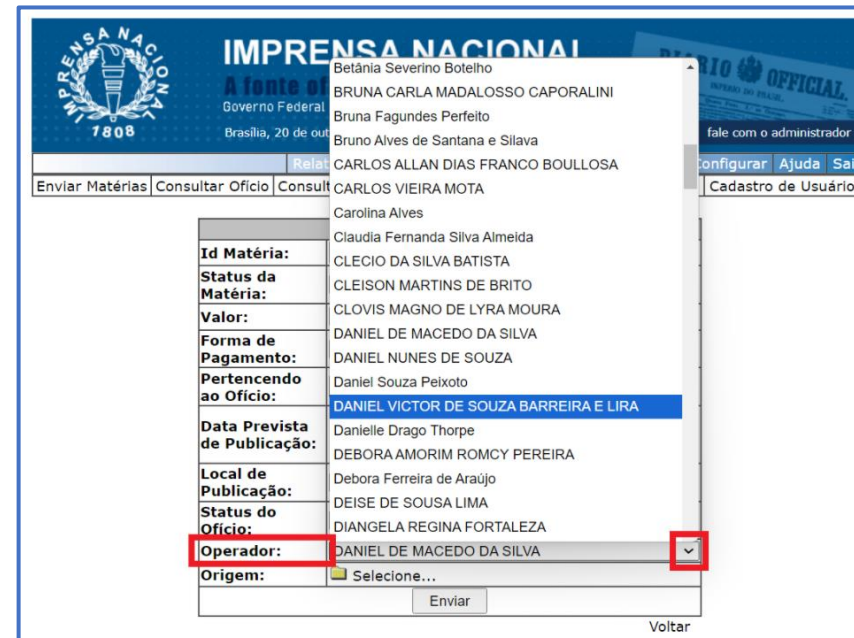 IMPRENSA NACIONAL
IMPRENSA NACIONAL
1808
A fonte of
DIARIO OFFICIAL
Governo Federal
Brasília, 20 de out
fale com o administrador
Relat
Configurar Ajuda Sai
Enviar Matérias Consultar Ofício Consult
Cadastro de Usuário
Betânia Severino Botelho
BRUNA CARLA MADALOSSO CAPORALINI
Bruna Fagundes Perfeito
Bruno Alves de Santana e Silava
CARLOS ALLAN DIAS FRANCO BOULLOSA
CARLOS VIEIRA MOTA
Carolina Alves
Claudia Fernanda Silva Almeida
CLECIO DA SILVA BATISTA
CLEISON MARTINS DE BRITO
CLOVIS MAGNO DE LYRA MOURA
DANIEL DE MACEDO DA SILVA
DANIEL NUNES DE SOUZA
Daniel Souza Peixoto
DANIEL VICTOR DE SOUZA BARREIRA E LIRA
Danielle Drago Thorpe
DEBORA AMORIM ROMCY PEREIRA
Debora Ferreira de Araújo
DEISE DE SOUSA LIMA
DIANGELA REGINA FORTALEZA
Id Matéria:
Status da
Matéria:
Valor:
Forma de
Pagamento:
Pertencendo
ao Ofício:
Data Prevista
de Publicação:
Local de
Publicação:
Status do
Ofício:
Operador: DANIEL DE MACEDO DA SILVA
Origem: Selecione...
Enviar
Voltar